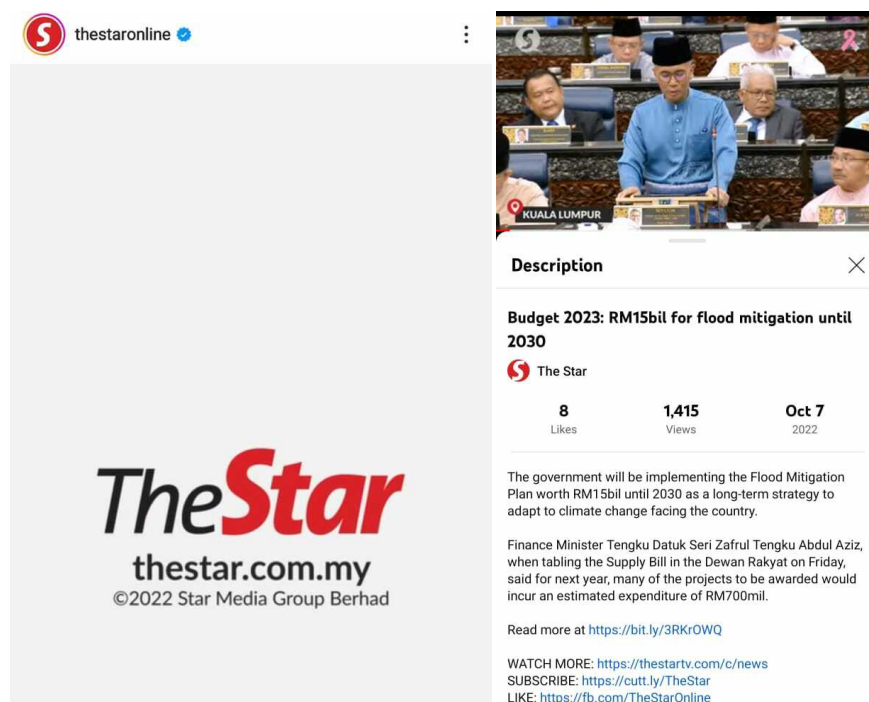 thestaronline
TheStar
thestar.com.my
©2022 Star Media Group Berhad
KUALA LUMPUR
Description
Budget 2023: RM15bil for flood mitigation until
2030
The Star
8
Likes
1,415
Views
Oct 7
2022
The government will be implementing the Flood Mitigation
Plan worth RM15bil until 2030 as a long-term strategy to
adapt to climate change facing the country.
Finance Minister Tengku Datuk Seri Zafrul Tengku Abdul Aziz,
when tabling the Supply Bill in the Dewan Rakyat on Friday,
said for next year, many of the projects to be awarded would
incur an estimated expenditure of RM700mil.
Read more at https://bit.ly/3RKrOWQ
WATCH MORE: https://thestartv.com/c/news
SUBSCRIBE: https://cutt.ly/TheStar
LIKE: https://fb.com/TheStarOnline